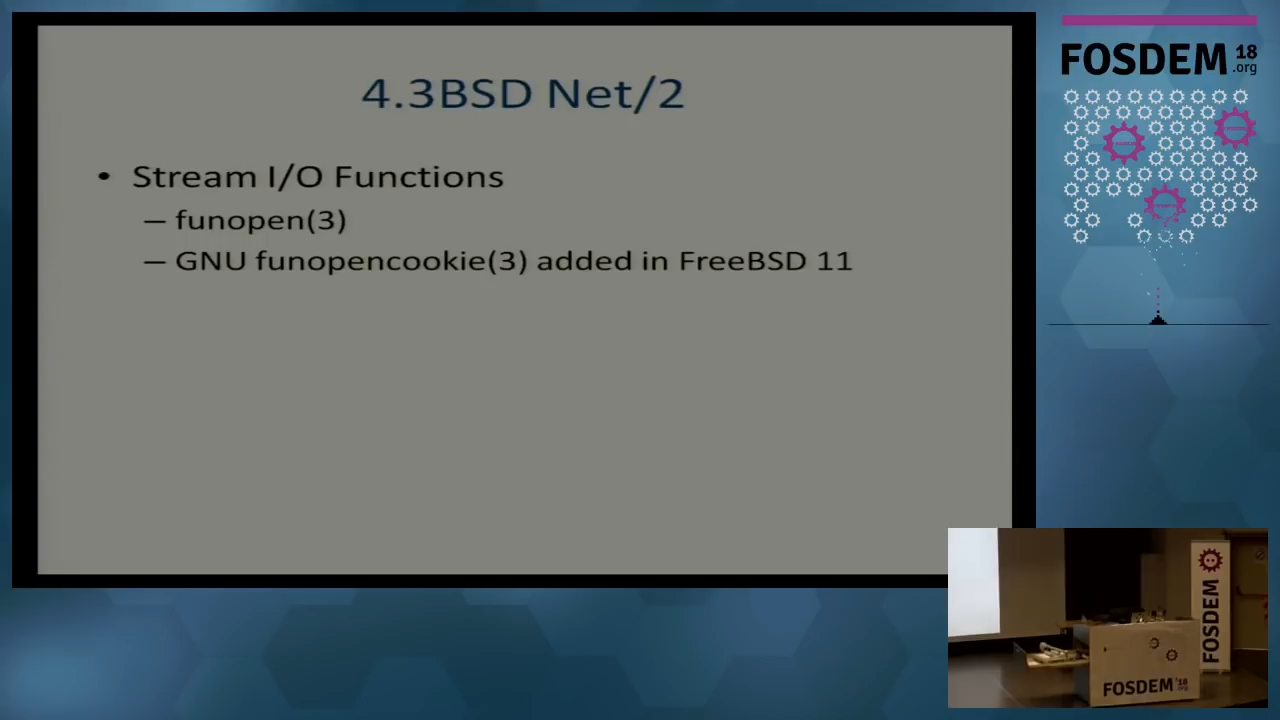 4.3BSD Net/2
• Stream I/O Functions
– funopen(3)
– GNU funopencookie(3) added in FreeBSD 11
FOSDEM 18
.org
FOSDEM
FOSDEM '18
.org